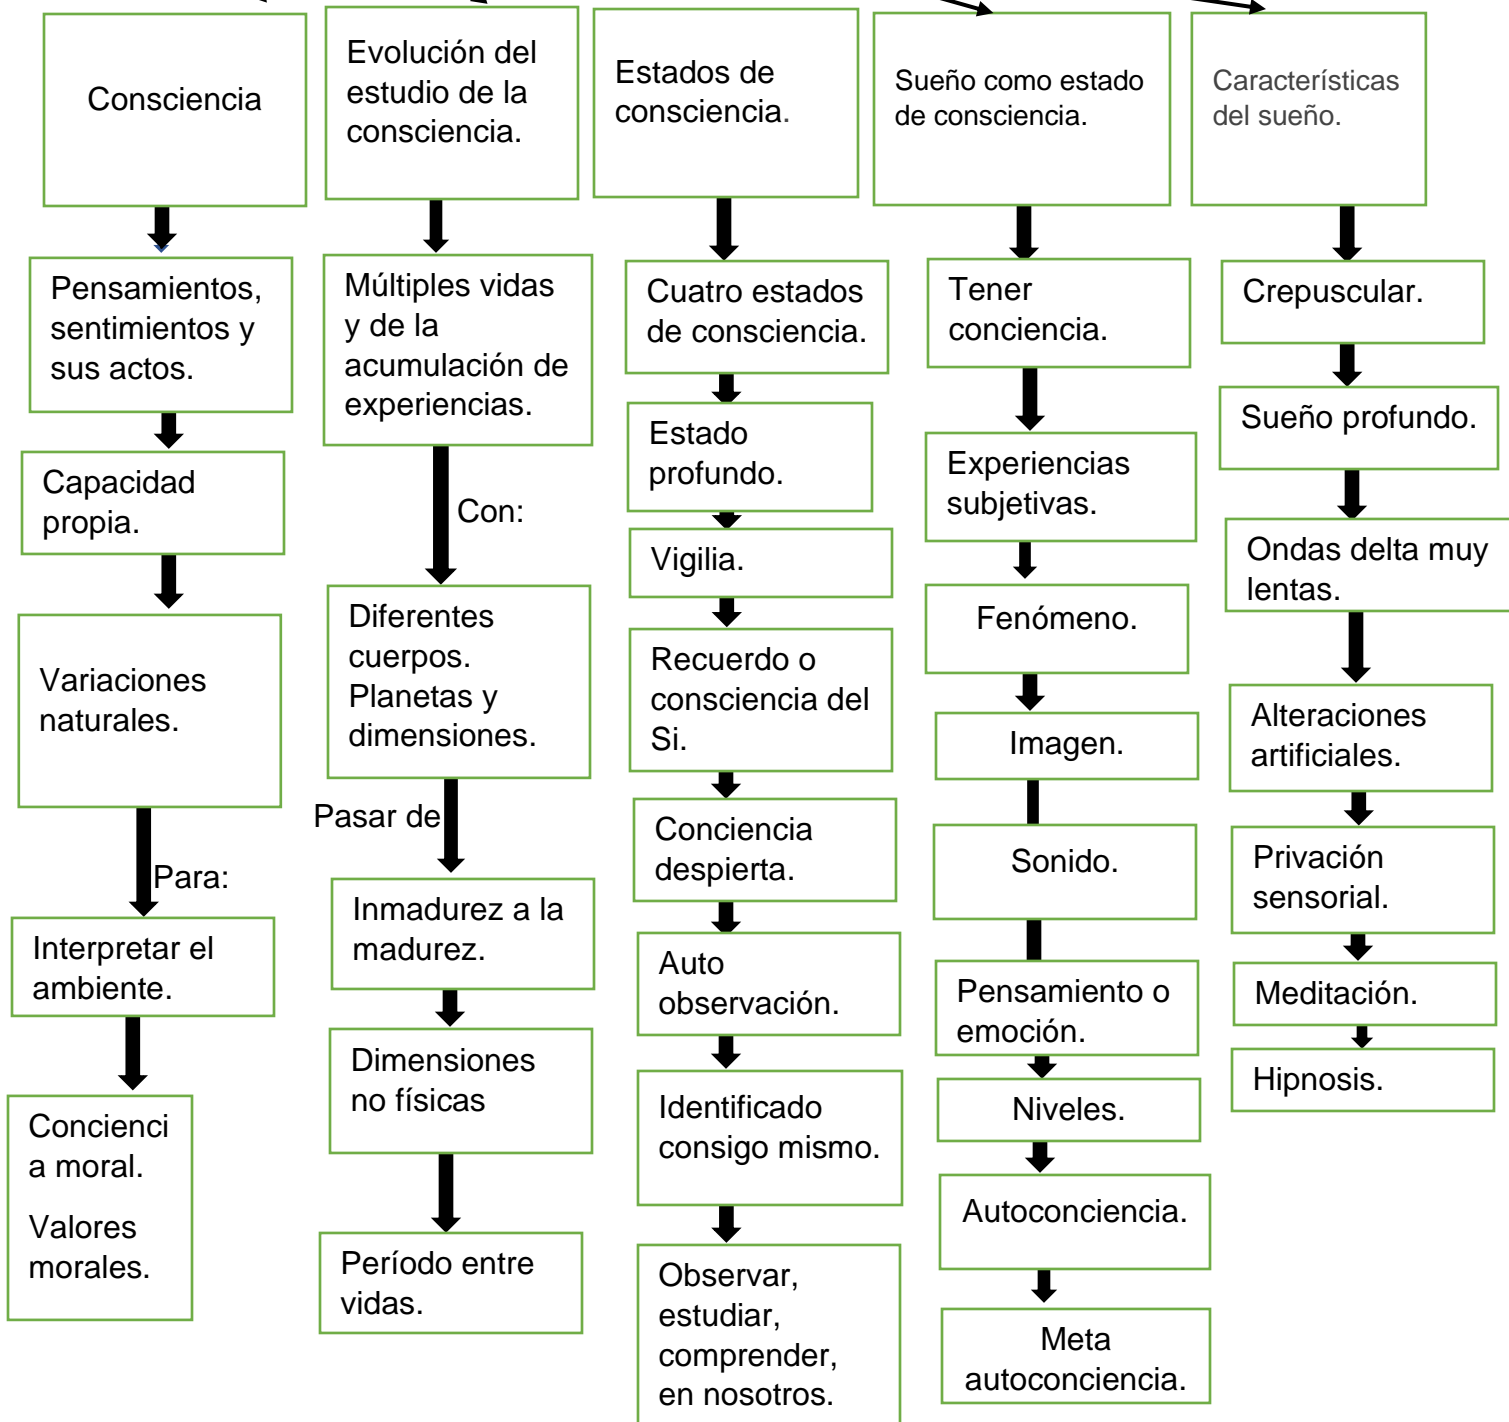 Consciencia
Evolución del
estudio de la
consciencia.
Estados de
consciencia.
Sueño como estado
de consciencia.
Características
del sueño.
Pensamientos,
sentimientos y
sus actos.
Capacidad
propia.
Variaciones
naturales.
Para:
Interpretar el
ambiente.
Concienci
a moral.
Valores
morales.
Múltiples vidas
y de la
acumulación de
experiencias.
Con:
Diferentes
cuerpos.
Planetas y
dimensiones.
Pasar de
Inmadurez a la
madurez.
Dimensiones
no físicas
Período entre
vidas.
Cuatro estados
de consciencia.
Estado
profundo.
Vigilia.
Recuerdo o
consciencia del
Si.
Conciencia
despierta.
Auto
observación.
Identificado
consigo mismo.
Observar,
estudiar,
comprender,
en nosotros.
Tener
conciencia.
Experiencias
subjetivas.
Fenómeno.
Imagen.
Sonido.
Pensamiento o
emoción.
Niveles.
Autoconciencia.
Meta
autoconciencia.
Crepuscular.
Sueño profundo.
Ondas delta muy
lentas.
Alteraciones
artificiales.
Privación
sensorial.
Meditación.
Hipnosis.